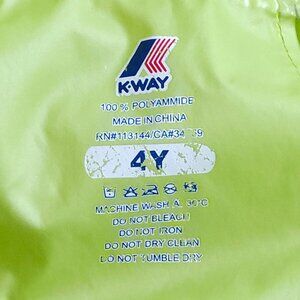 K·WAY
100 % POLYAMMIDE
MADE IN CHINA
RN#113144/CA#34 39
4Y
MACHINE WASH A 30°C
DO NOT BLEACH
DO NOT IRON
DO NOT DRY CLEAN
DO NOT TUMBLE DRY